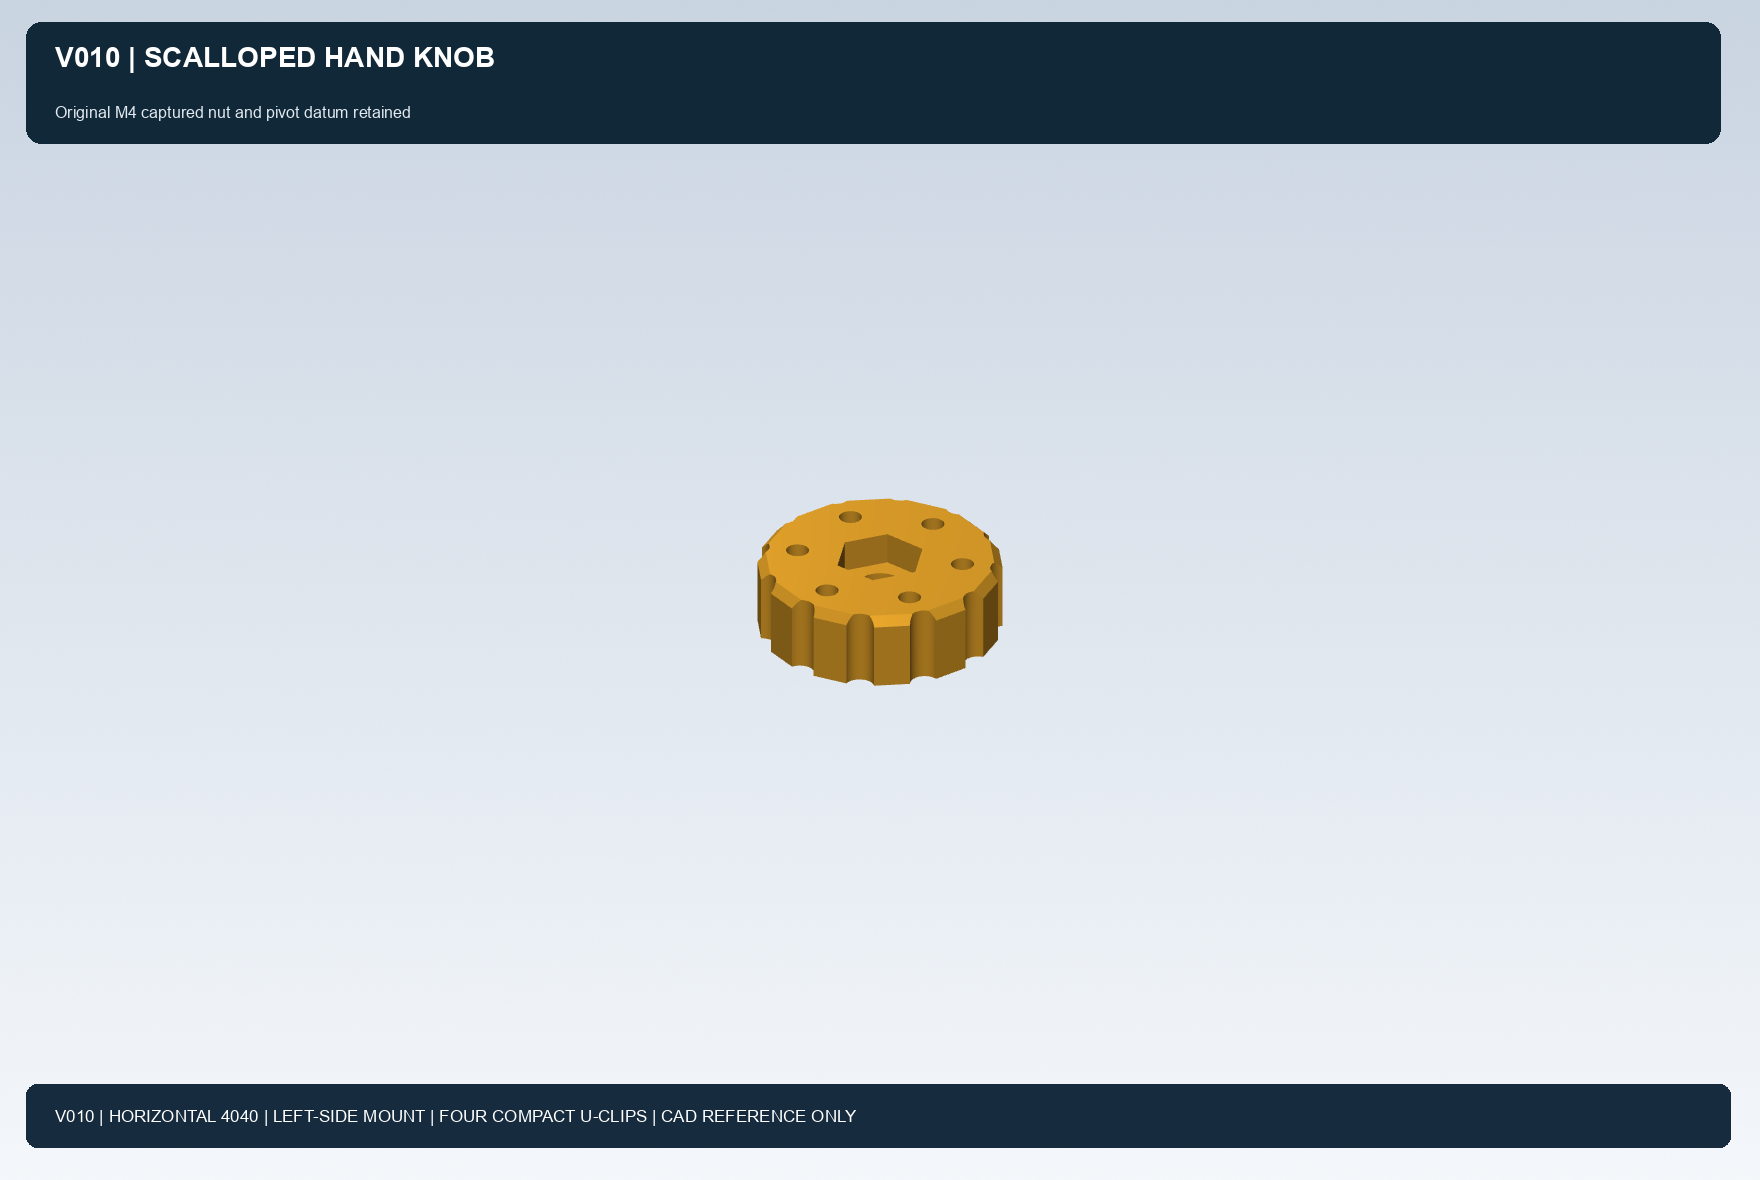 V010 | SCALLOPED HAND KNOB
Original M4 captured nut and pivot datum retained
V010 | HORIZONTAL 4040 | LEFT-SIDE MOUNT | FOUR COMPACT U-CLIPS | CAD REFERENCE ONLY